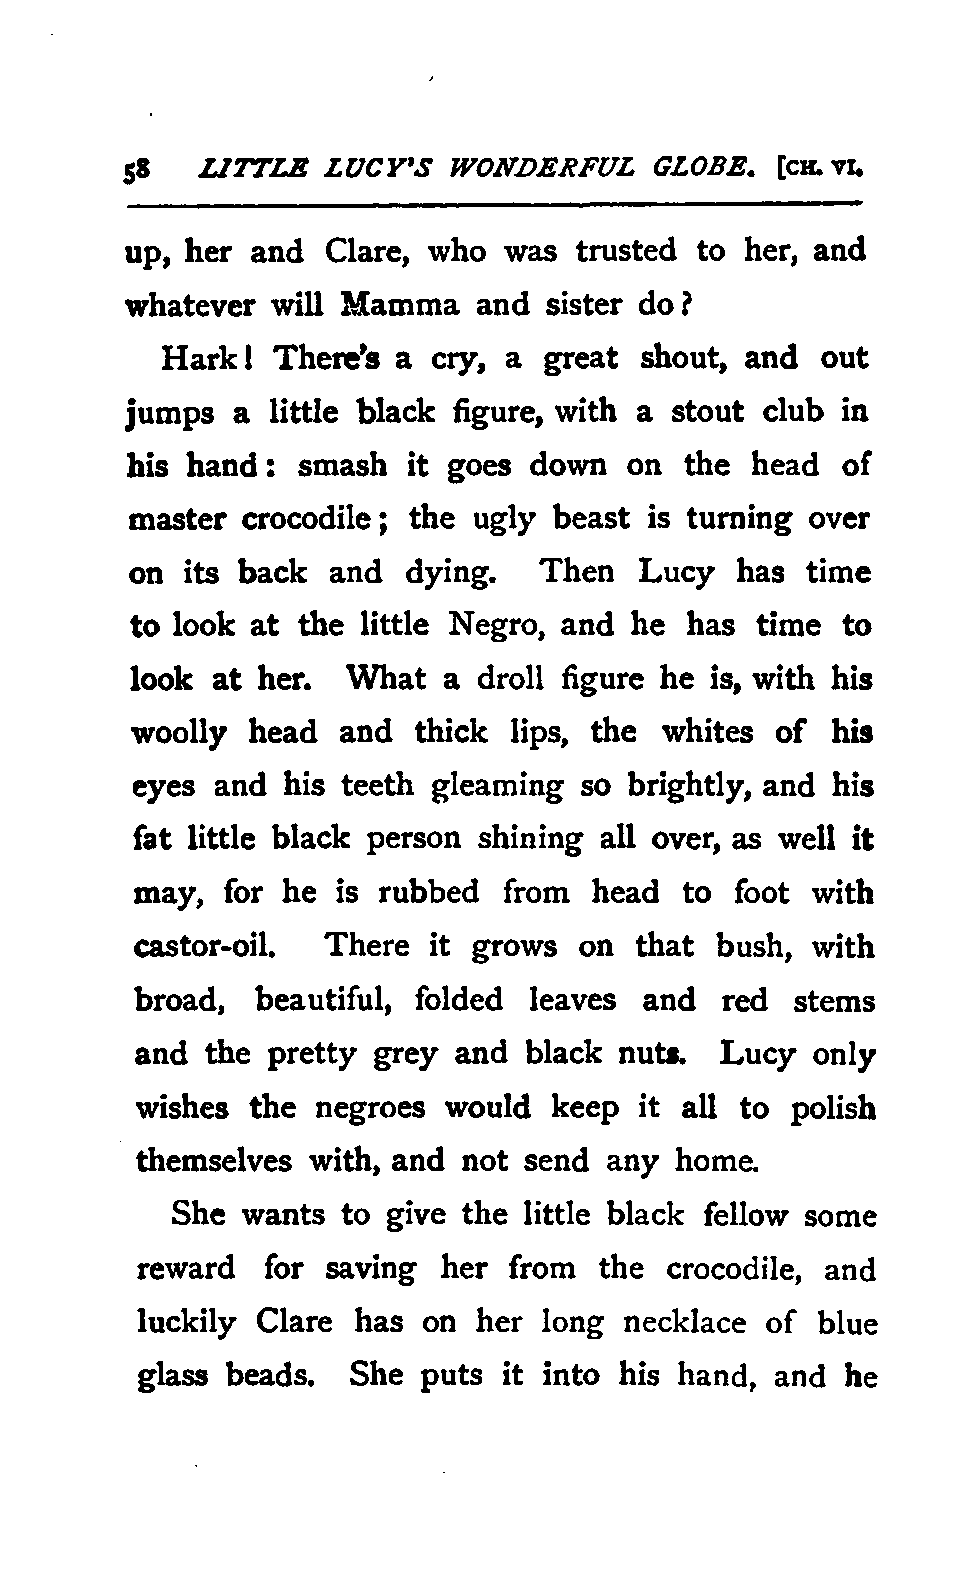 58 LITTLE LUCY'S WONDERFUL GLOBE. [CH. VI.
up, her and Clare, who was trusted to her, and
whatever will Mamma and sister do?
Hark! There's a cry, a great shout, and out
jumps a little black figure, with a stout club in
his hand: smash it goes down on the head of
master crocodile; the ugly beast is turning over
on its back and dying. Then Lucy has time
to look at the little Negro, and he has time to
look at her. What a droll figure he is, with his
woolly head and thick lips, the whites of his
eyes and his teeth gleaming so brightly, and his
fat little black person shining all over, as well it
may, for he is rubbed from head to foot with
castor-oil. There it grows on that bush, with
broad, beautiful, folded leaves and red stems
and the pretty grey and black nuts. Lucy only
wishes the negroes would keep it all to polish
themselves with, and not send any home.
She wants to give the little black fellow some
reward for saving her from the crocodile, and
luckily Clare has on her long necklace of blue
glass beads. She puts it into his hand, and he